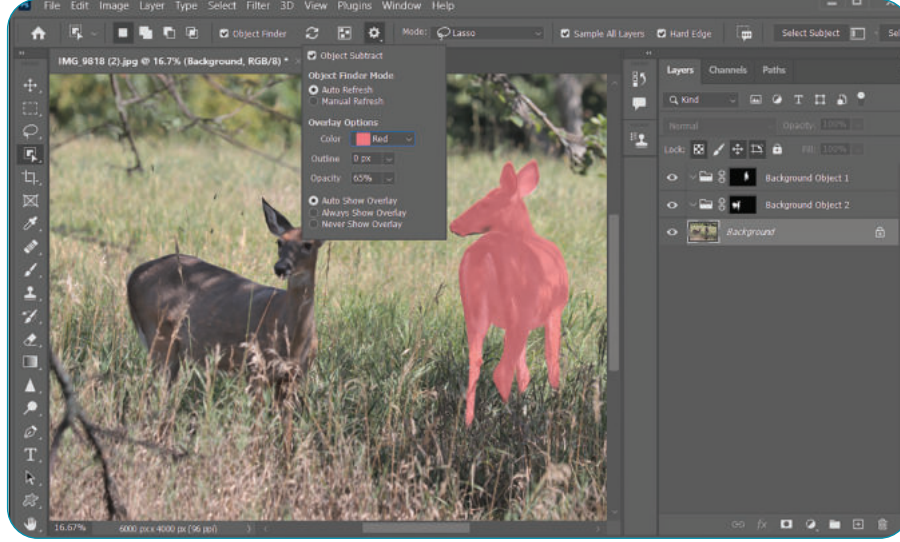 File Edit Image Layer Type Select Filter 3D View Plugins Window Help
Object Finder Mode: Lasso Sample All Layers Hard Edge Select Subject
IMG_9818 (2).jpg @ 16.7% (Background, RGB/8) *
Object Subtract
Object Finder Mode
Auto Refresh
Manual Refresh
Overlay Options
Color Red
Outline 0 px
Opacity 65%
Auto Show Overlay
Always Show Overlay
Never Show Overlay
Layers Channels Paths
Kind
Normal Opacity: 100%
Lock: Fill: 100%
Background Object 1
Background Object 2
Background
16.67% 6000 px x 4000 px (96 ppi)